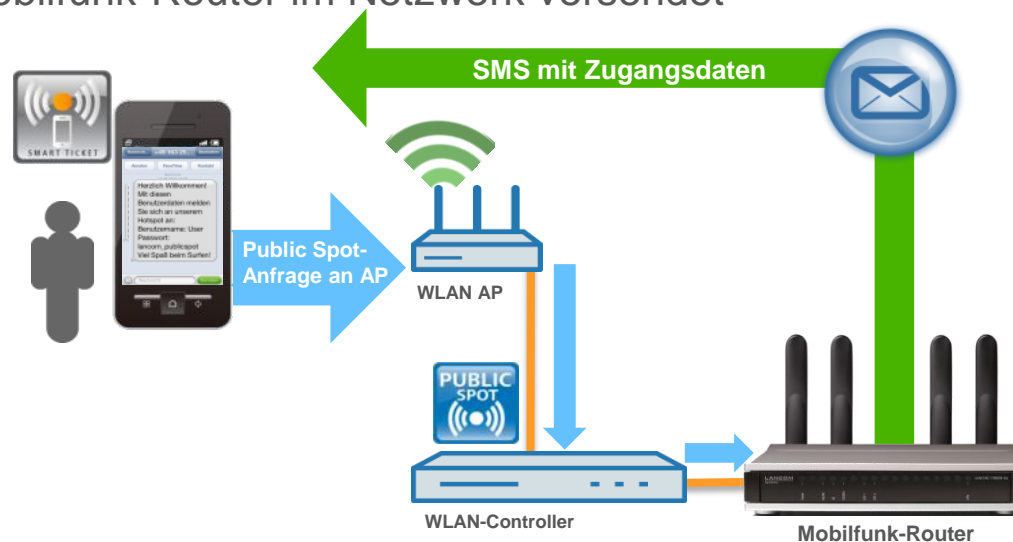 obilfunk-Router im Netzwerk versendet
SMS mit Zugangsdaten
SMART TICKET
Herzlich Willkommen!
Mit diesen
Benutzerdaten melden
Sie sich an unserem
Hotspot an:
Benutzername: User
Passwort:
lancom_publicspot
Viel Spaß beim Surfen!
Public Spot-
Anfrage an AP
WLAN AP
PUBLIC
SPOT
LANCOM
WLAN-Controller
Mobilfunk-Router